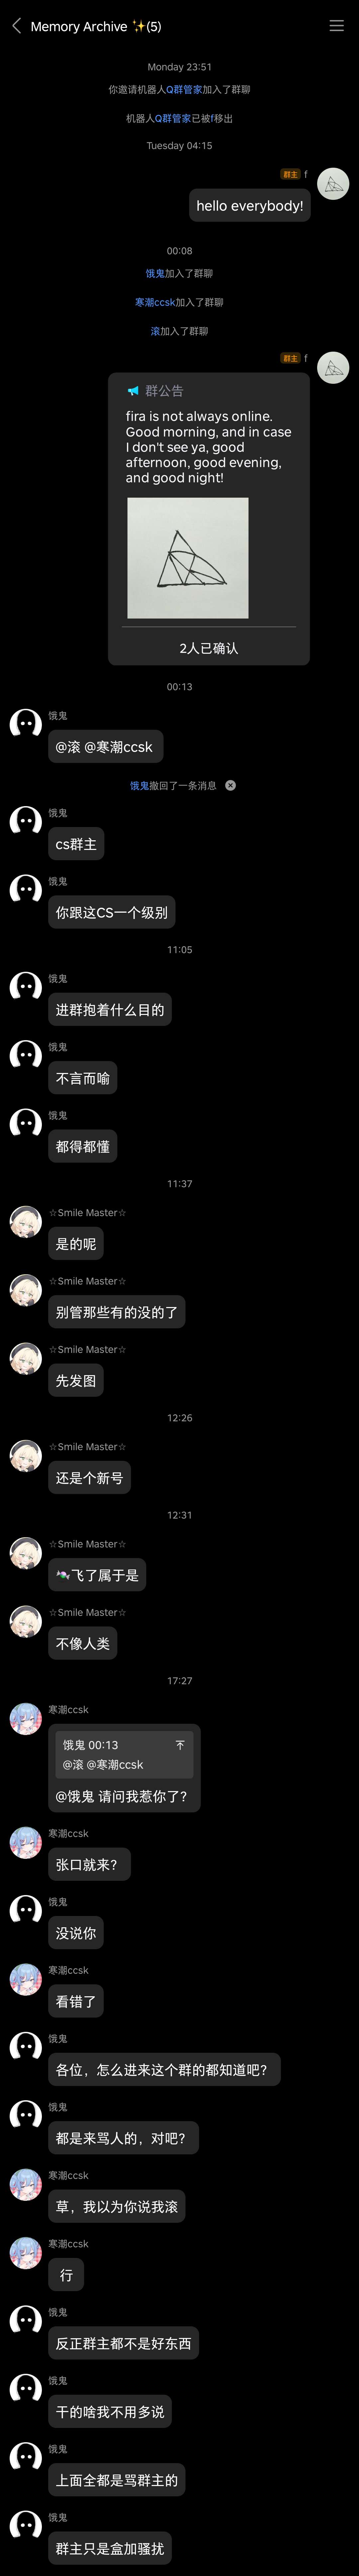 Memory Archive ✨(5)
Monday 23:51
你邀请机器人Q群管家加入了群聊
机器人Q群管家已被f移出
Tuesday 04:15
群主 f
hello everybody!
00:08
饿鬼加入了群聊
寒潮ccsk加入了群聊
滚加入了群聊
群主 f
群公告
fira is not always online.
Good morning, and in case
I don't see ya, good
afternoon, good evening,
and good night!
2人已确认
00:13
饿鬼
@滚 @寒潮ccsk
饿鬼撤回了一条消息
饿鬼
cs群主
饿鬼
你跟这CS一个级别
11:05
饿鬼
进群抱着什么目的
饿鬼
不言而喻
饿鬼
都得都懂
11:37
☆Smile Master☆
是的呢
☆Smile Master☆
别管那些有的没的了
☆Smile Master☆
先发图
12:26
☆Smile Master☆
还是个新号
12:31
☆Smile Master☆
🍬飞了属于是
☆Smile Master☆
不像人类
17:27
寒潮ccsk
饿鬼 00:13
@滚 @寒潮ccsk
@饿鬼 请问我惹你了?
寒潮ccsk
张口就来?
饿鬼
没说你
寒潮ccsk
看错了
饿鬼
各位，怎么进来这个群的都知道吧?
饿鬼
都是来骂人的，对吧?
寒潮ccsk
草，我以为你说我滚
寒潮ccsk
行
饿鬼
反正群主都不是好东西
饿鬼
干的啥我不用多说
饿鬼
上面全都是骂群主的
饿鬼
群主只是盒加骚扰